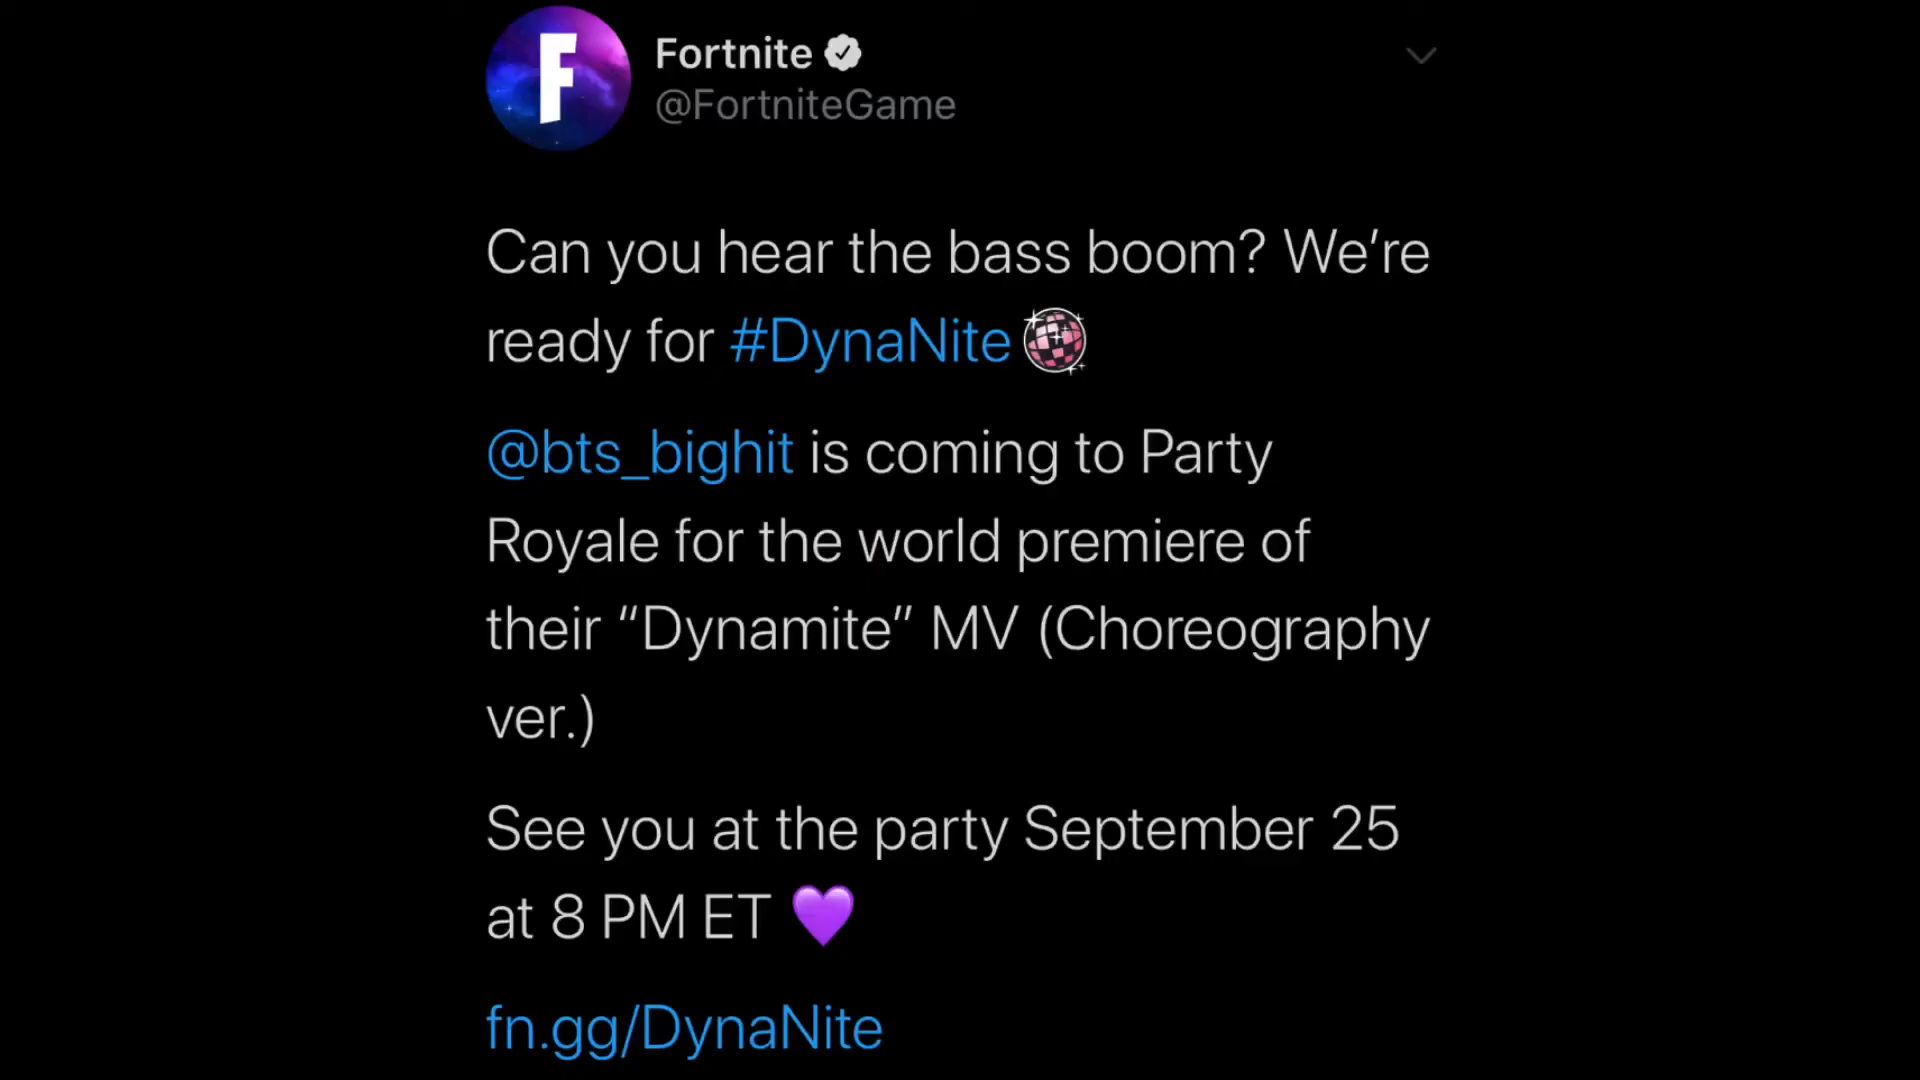 F
Fortnite
@FortniteGame
Can you hear the bass boom? We’re
ready for #DynaNite
@bts_bighit is coming to Party
Royale for the world premiere of
their “Dynamite” MV (Choreography
ver.)
See you at the party September 25
at 8 PM ET 💜
fn.gg/DynaNite